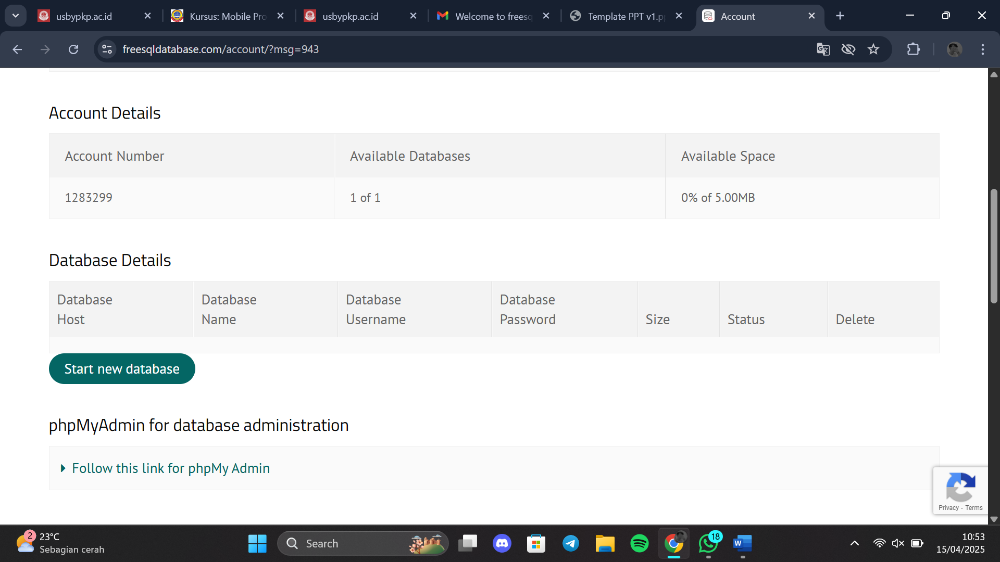 usbypkp.ac.id
Kursus: Mobile Pro
usbypkp.ac.id
Welcome to freesq
Template PPT v1.p
Account
freesqldatabase.com/account/?msg=943
Account Details
Account Number Available Databases Available Space
1283299 1 of 1 0% of 5.00MB
Database Details
Database Host
Database Name
Database Username
Database Password
Size
Status
Delete
Start new database
phpMyAdmin for database administration
Follow this link for phpMy Admin
Privacy - Terms
2
23°C
Sebagian cerah
Search
18
W
10:53
15/04/2025